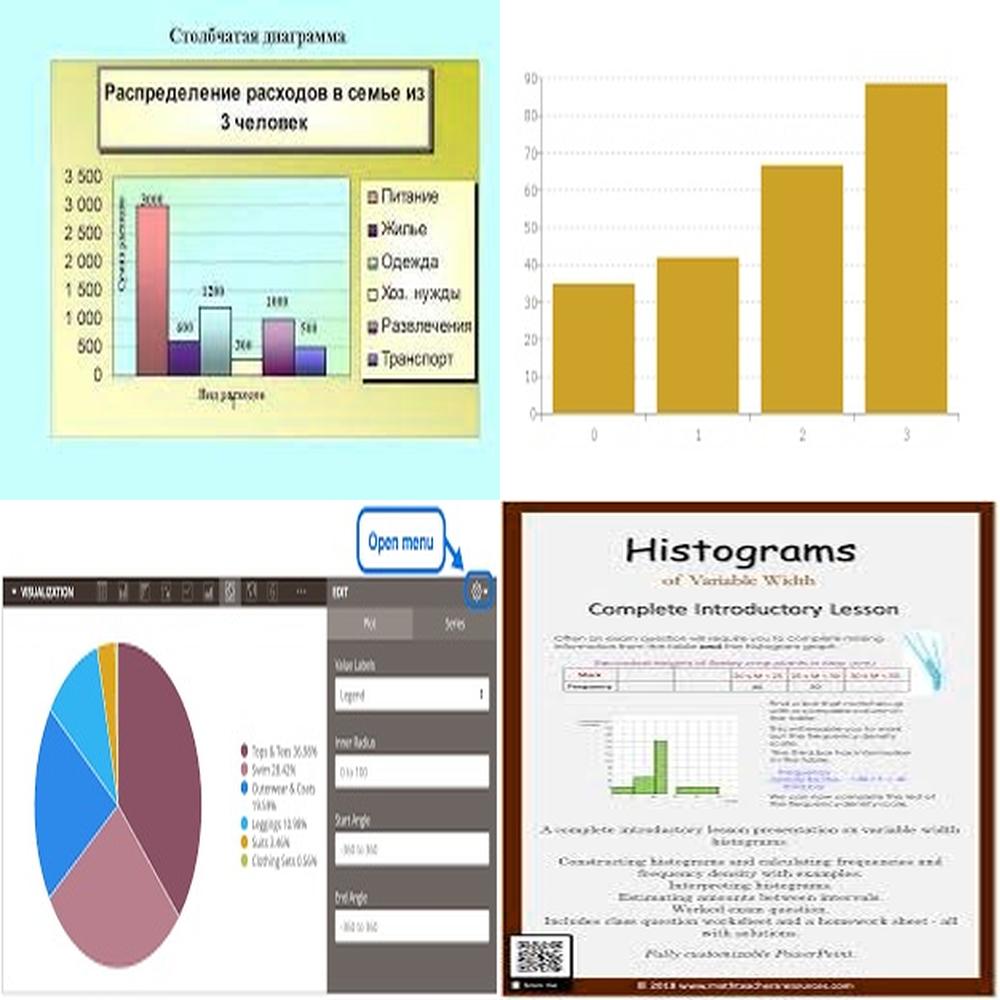 Столбчатая диаграмма
Распределение расходов в семье из
3 человек
3 500
3 000
2 500
2 000
1 500
1 000
500
0
3000
600
1200
300
1000
500
Вид расходов
Питание
Жилье
Одежда
Хоз. нужды
Развлечения
Транспорт
90
80
70
60
50
40
30
20
10
0
0 1 2 3
Open menu
VISUALIZATION
EDIT
Plot Series
Value Labels
Legend
Inner Radius
0 to 100
Start Angle
-360 to 360
End Angle
-360 to 360
Tops & Tees 36.98%
Swim 28.42%
Outerwear & Coats
19.59%
Leggings 10.98%
Suits 3.46%
Clothing Sets 0.56%
Histograms
of Variable Width
Complete Introductory Lesson
Often an exam question will require you to complete missing
information from the table and the histogram graph.
Frequency
A complete introductory lesson presentation on variable width
histograms.
Constructing histograms and calculating frequencies and
frequency density with examples.
Interpreting histograms.
Estimating amounts between intervals.
Worked exam question.
Includes class question worksheet and a homework sheet - all
with solutions.
Fully customizable PowerPoint.
© 2018 www.mathteachersresources.com